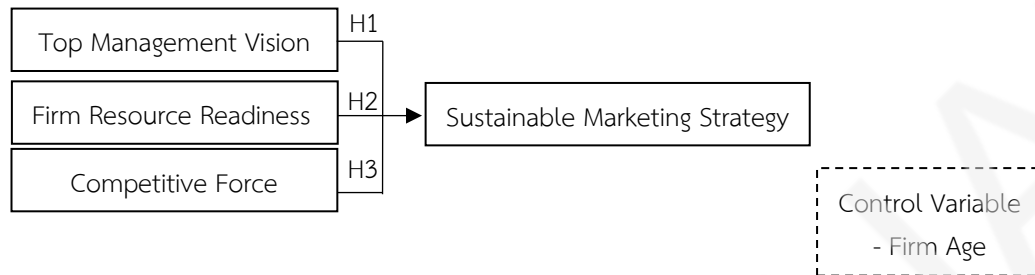 H1
Top Management Vision
H2
Firm Resource Readiness
Sustainable Marketing Strategy
H3
Competitive Force
Control Variable
- Firm Age